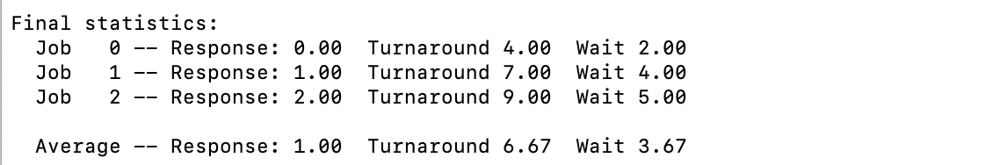 Final statistics:
  Job   0 -- Response: 0.00  Turnaround 4.00  Wait 2.00
  Job   1 -- Response: 1.00  Turnaround 7.00  Wait 4.00
  Job   2 -- Response: 2.00  Turnaround 9.00  Wait 5.00

  Average -- Response: 1.00  Turnaround 6.67  Wait 3.67